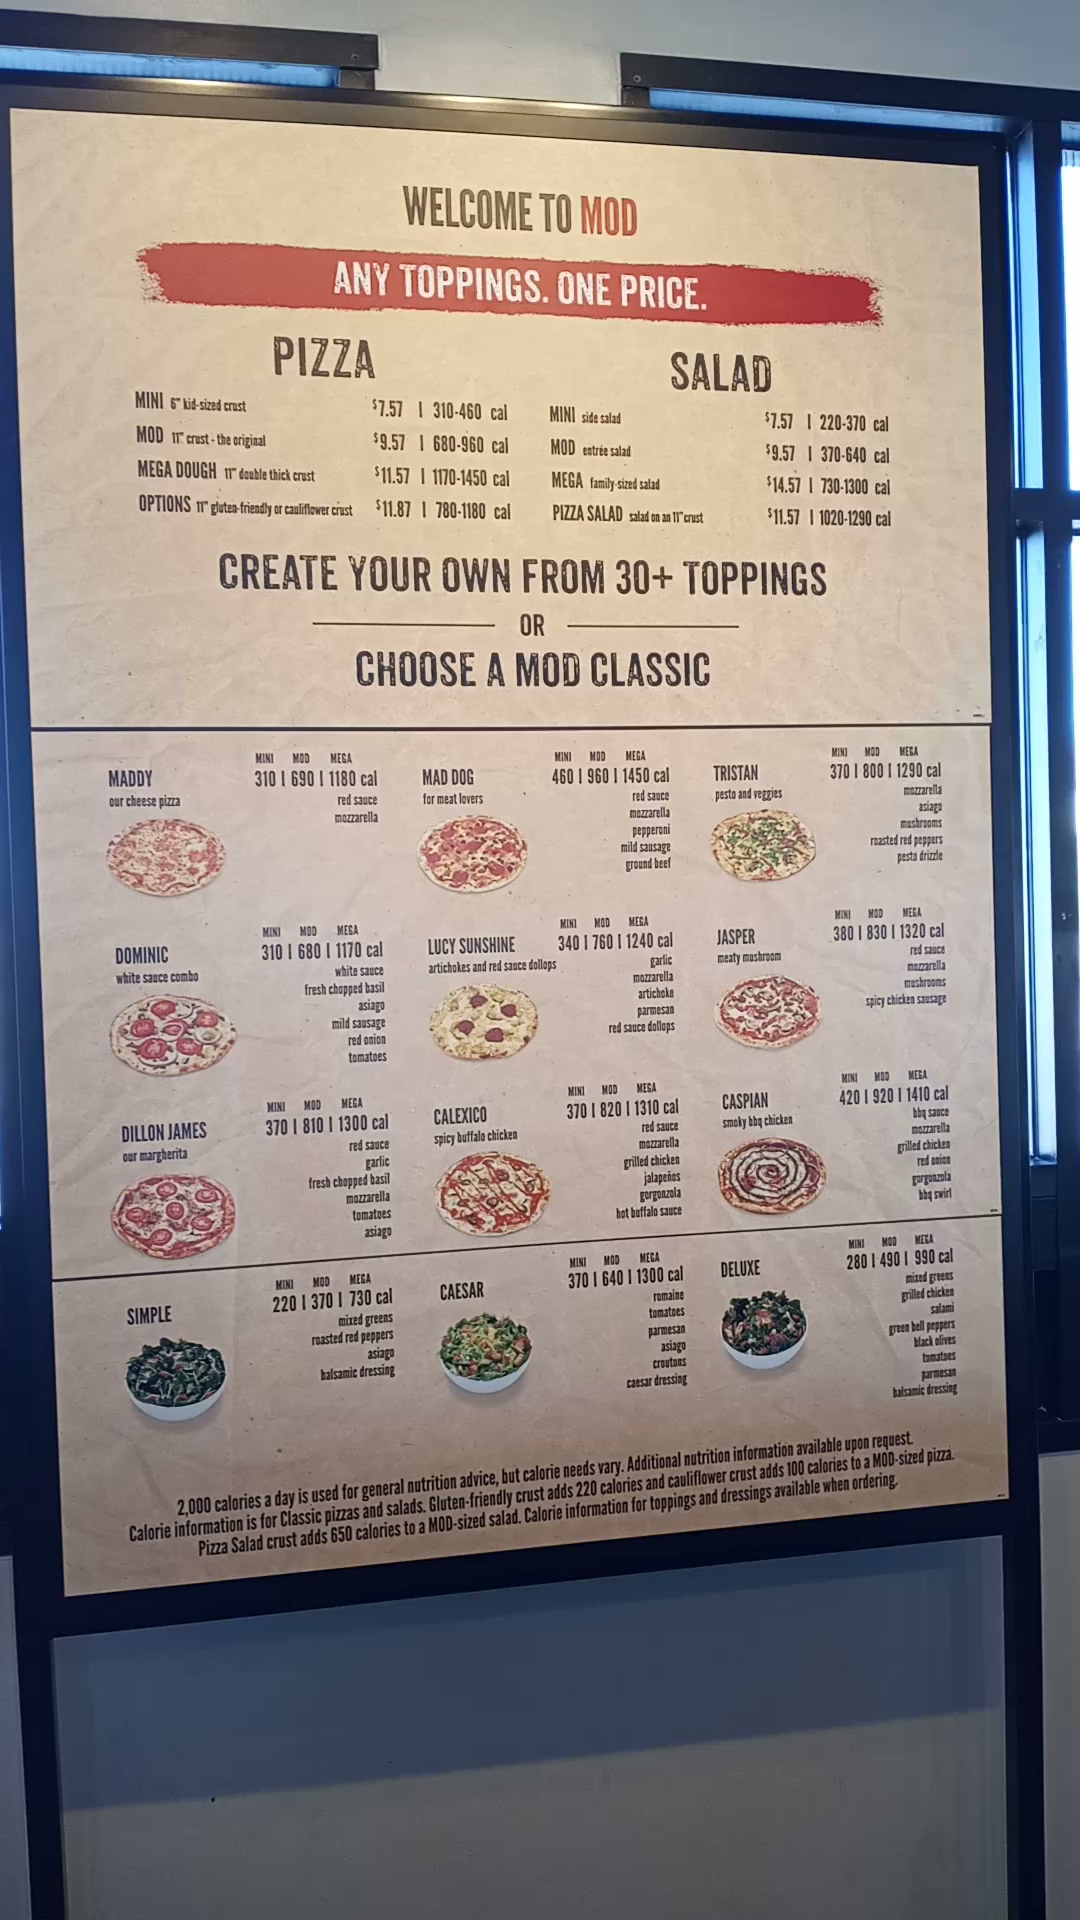 WELCOME TO MOD
ANY TOPPINGS. ONE PRICE.
PIZZA
MINI 6" kid-sized crust $7.57 | 310-460 cal
MOD 11" crust - the original $9.57 | 680-960 cal
MEGA DOUGH 11" double thick crust $11.57 | 1170-1450 cal
OPTIONS 11" gluten-friendly or cauliflower crust $11.87 | 780-1180 cal
SALAD
MINI side salad $7.57 | 220-370 cal
MOD entrée salad $9.57 | 370-640 cal
MEGA family-sized salad $14.57 | 730-1300 cal
PIZZA SALAD salad on an 11" crust $11.57 | 1020-1290 cal
CREATE YOUR OWN FROM 30+ TOPPINGS
OR
CHOOSE A MOD CLASSIC
MADDY
our cheese pizza
MINI MOD MEGA
310 | 690 | 1180 cal
red sauce
mozzarella
MAD DOG
for meat lovers
MINI MOD MEGA
460 | 960 | 1450 cal
red sauce
mozzarella
pepperoni
mild sausage
ground beef
TRISTAN
pesto and veggies
MINI MOD MEGA
370 | 800 | 1290 cal
mozzarella
asiago
mushrooms
roasted red peppers
pesto drizzle
DOMINIC
white sauce combo
MINI MOD MEGA
310 | 680 | 1170 cal
white sauce
fresh chopped basil
asiago
mild sausage
red onion
tomatoes
LUCY SUNSHINE
artichokes and red sauce dollops
MINI MOD MEGA
340 | 760 | 1240 cal
garlic
mozzarella
artichoke
parmesan
red sauce dollops
JASPER
meaty mushroom
MINI MOD MEGA
380 | 830 | 1320 cal
red sauce
mozzarella
mushrooms
spicy chicken sausage
DILLON JAMES
our margherita
MINI MOD MEGA
370 | 810 | 1300 cal
red sauce
garlic
fresh chopped basil
mozzarella
tomatoes
asiago
CALEXICO
spicy buffalo chicken
MINI MOD MEGA
370 | 820 | 1310 cal
red sauce
mozzarella
grilled chicken
jalapeños
gorgonzola
hot buffalo sauce
CASPIAN
smoky bbq chicken
MINI MOD MEGA
420 | 920 | 1410 cal
bbq sauce
mozzarella
grilled chicken
red onion
gorgonzola
bbq swirl
SIMPLE
MINI MOD MEGA
220 | 370 | 730 cal
mixed greens
roasted red peppers
asiago
balsamic dressing
CAESAR
MINI MOD MEGA
370 | 640 | 1300 cal
romaine
tomatoes
parmesan
asiago
croutons
caesar dressing
DELUXE
MINI MOD MEGA
280 | 490 | 990 cal
mixed greens
grilled chicken
salami
green bell peppers
black olives
tomatoes
parmesan
balsamic dressing
2,000 calories a day is used for general nutrition advice, but calorie needs vary. Additional nutrition information available upon request.
Calorie information is for Classic pizzas and salads. Gluten-friendly crust adds 220 calories and cauliflower crust adds 100 calories to a MOD-sized pizza.
Pizza Salad crust adds 650 calories to a MOD-sized salad. Calorie information for toppings and dressings available when ordering.